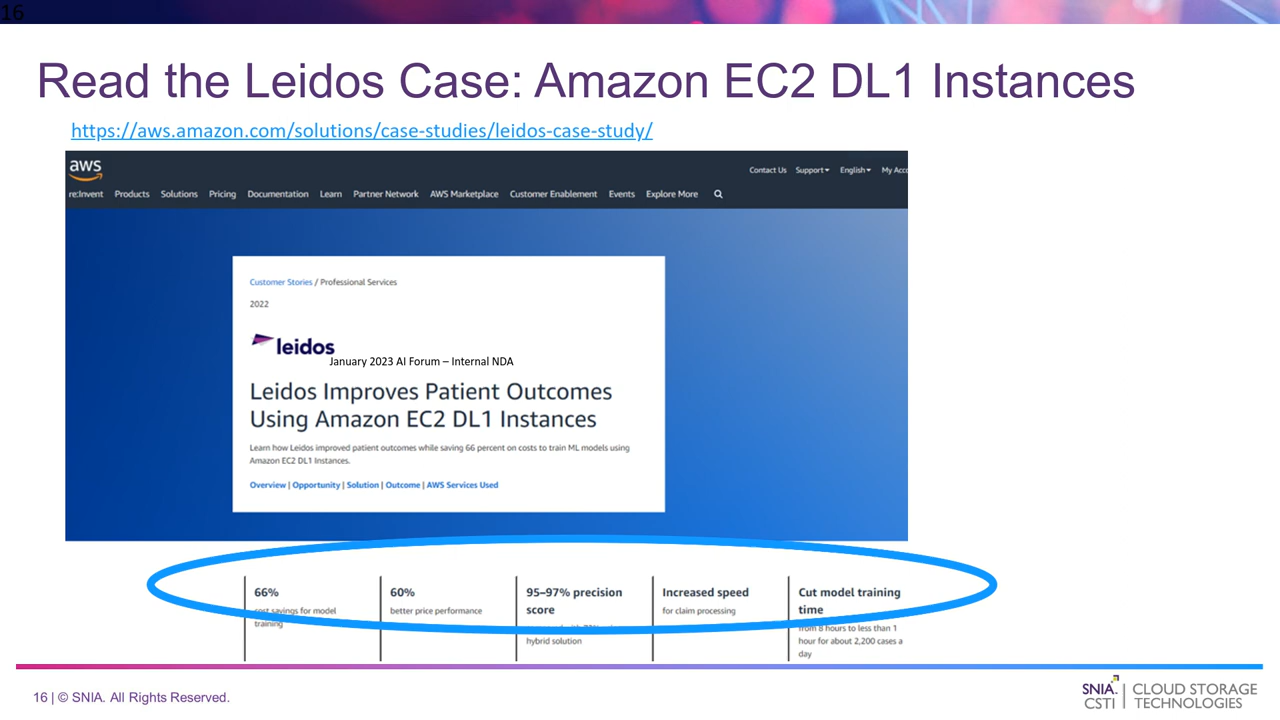 16
Read the Leidos Case: Amazon EC2 DL1 Instances
https://aws.amazon.com/solutions/case-studies/leidos-case-study/
aws
Contact Us Support English My Acco
re:Invent Products Solutions Pricing Documentation Learn Partner Network AWS Marketplace Customer Enablement Events Explore More
Customer Stories / Professional Services
2022
leidos
January 2023 AI Forum – Internal NDA
Leidos Improves Patient Outcomes
Using Amazon EC2 DL1 Instances
Learn how Leidos improved patient outcomes while saving 66 percent on costs to train ML models using
Amazon EC2 DL1 Instances.
Overview | Opportunity | Solution | Outcome | AWS Services Used
66%
cost savings for model
training
60%
better price performance
95–97% precision
score
hybrid solution
Increased speed
for claim processing
Cut model training
time
from 8 hours to less than 1
hour for about 2,200 cases a
day
16 | © SNIA. All Rights Reserved.
SNIA.
CSTI
CLOUD STORAGE
TECHNOLOGIES